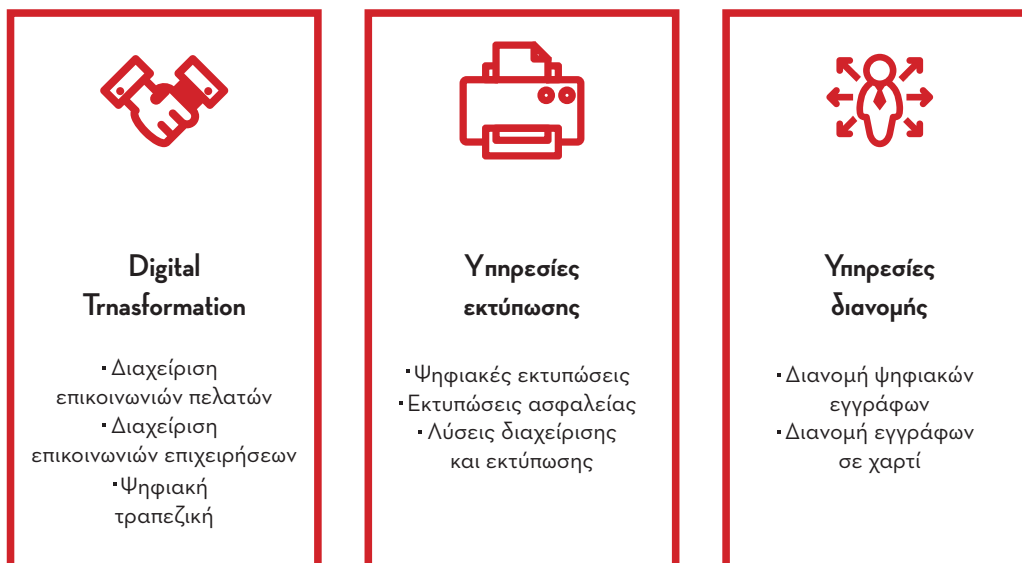 Digital
Trnasformation
▪Διαχείριση
επικοινωνιών πελατών
▪Διαχείριση
επικοινωνιών επιχειρήσεων
▪Ψηφιακή
τραπεζική
Υπηρεσίες
εκτύπωσης
▪Ψηφιακές εκτυπώσεις
▪Εκτυπώσεις ασφαλείας
▪Λύσεις διαχείρισης
και εκτύπωσης
Υπηρεσίες
διανομής
▪Διανομή ψηφιακών
εγγράφων
▪Διανομή εγγράφων
σε χαρτί